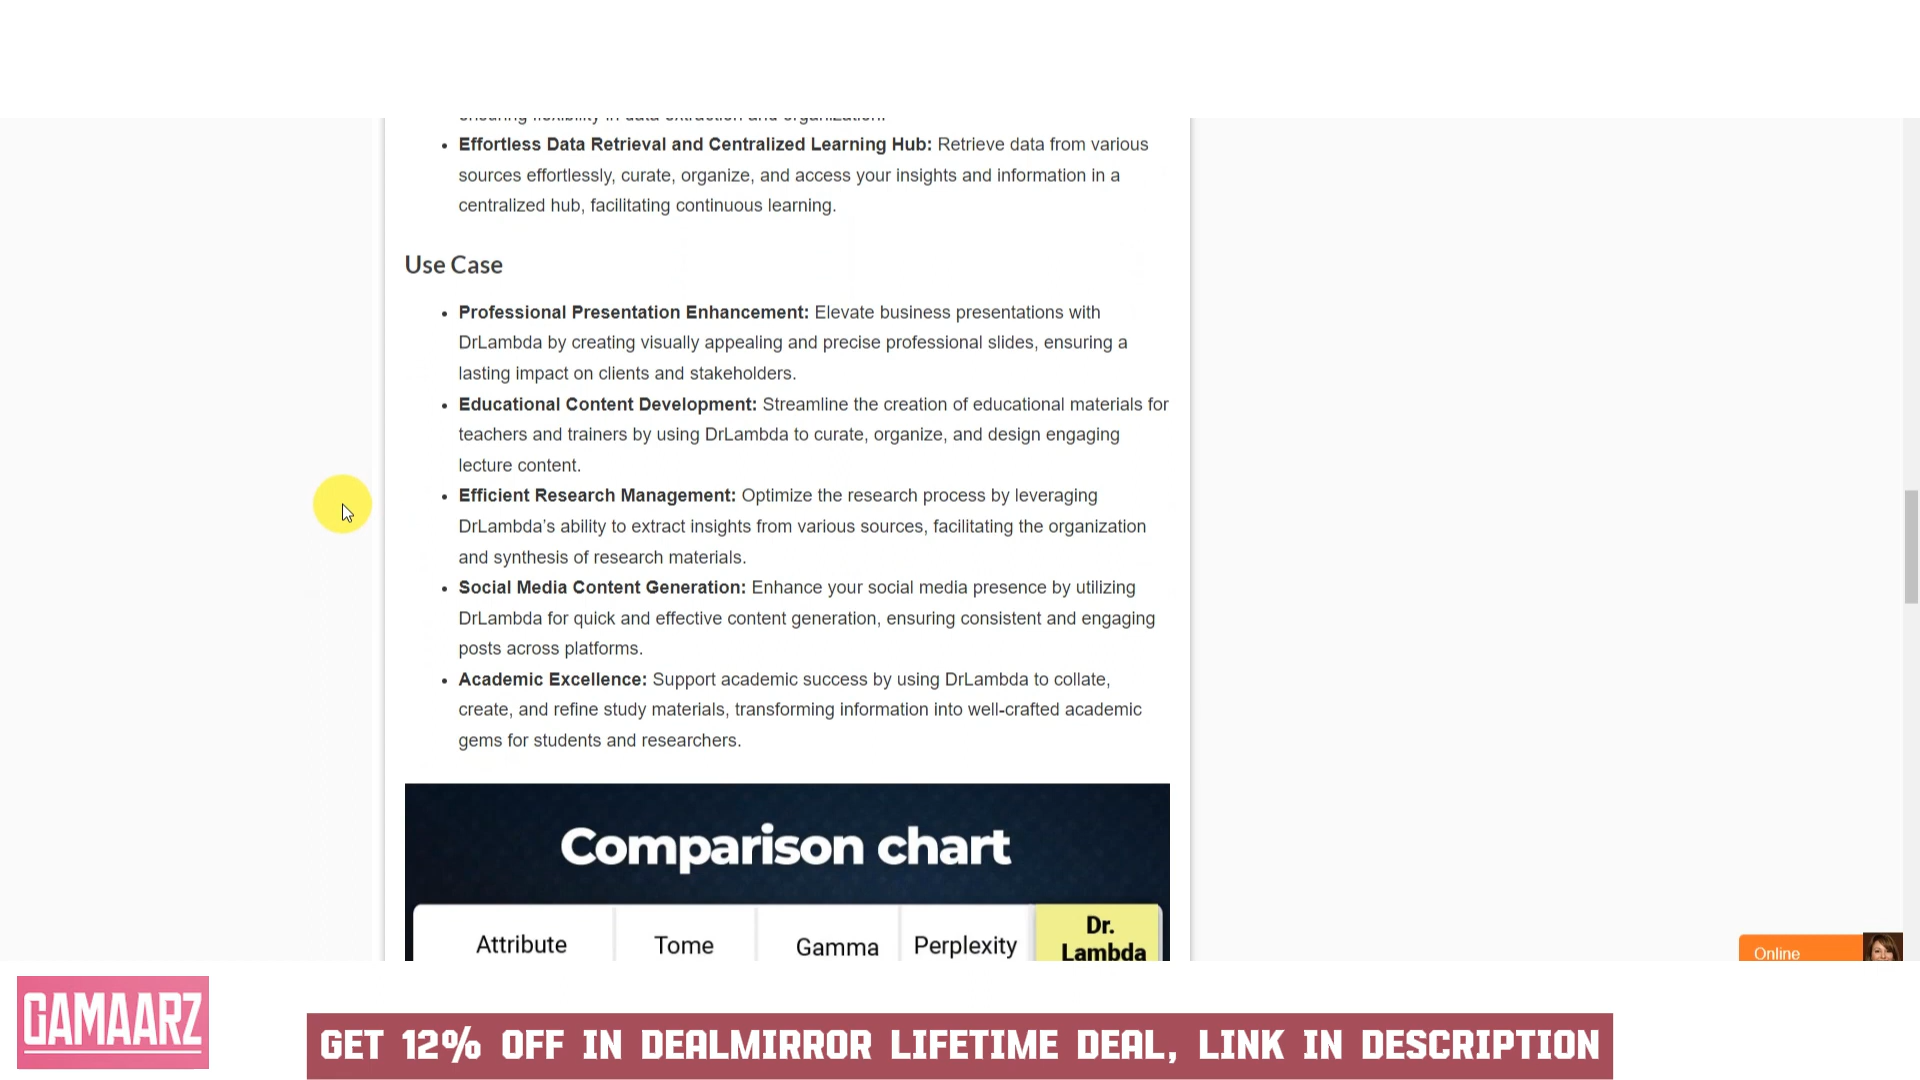 ensuring flexibility in data extraction and organization.
Effortless Data Retrieval and Centralized Learning Hub: Retrieve data from various
sources effortlessly, curate, organize, and access your insights and information in a
centralized hub, facilitating continuous learning.
Use Case
Professional Presentation Enhancement: Elevate business presentations with
DrLambda by creating visually appealing and precise professional slides, ensuring a
lasting impact on clients and stakeholders.
Educational Content Development: Streamline the creation of educational materials for
teachers and trainers by using DrLambda to curate, organize, and design engaging
lecture content.
Efficient Research Management: Optimize the research process by leveraging
DrLambda’s ability to extract insights from various sources, facilitating the organization
and synthesis of research materials.
Social Media Content Generation: Enhance your social media presence by utilizing
DrLambda for quick and effective content generation, ensuring consistent and engaging
posts across platforms.
Academic Excellence: Support academic success by using DrLambda to collate,
create, and refine study materials, transforming information into well-crafted academic
gems for students and researchers.
Comparison chart
Attribute Tome Gamma Perplexity Dr.
Lambda
Online
GAMAARZ
GET 12% OFF IN DEALMIRROR LIFETIME DEAL, LINK IN DESCRIPTION